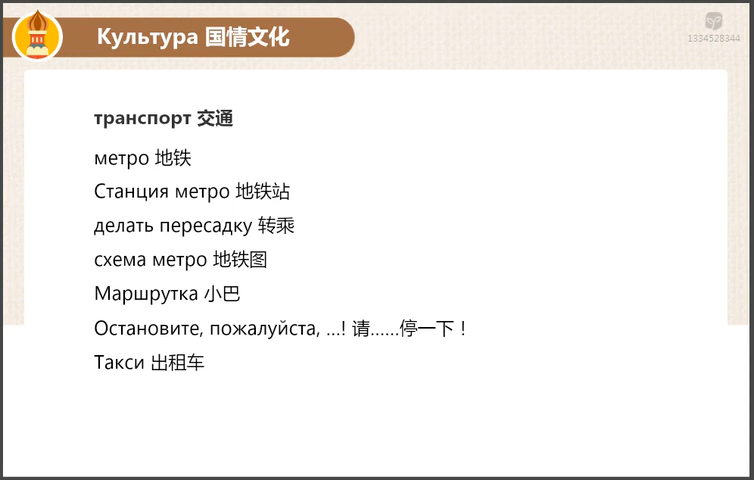 Культура 国情文化
1334528344
транспорт 交通
метро 地铁
Станция метро 地铁站
делать пересадку 转乘
схема метро 地铁图
Маршрутка 小巴
Остановите, пожалуйста, ...! 请......停一下！
Такси 出租车